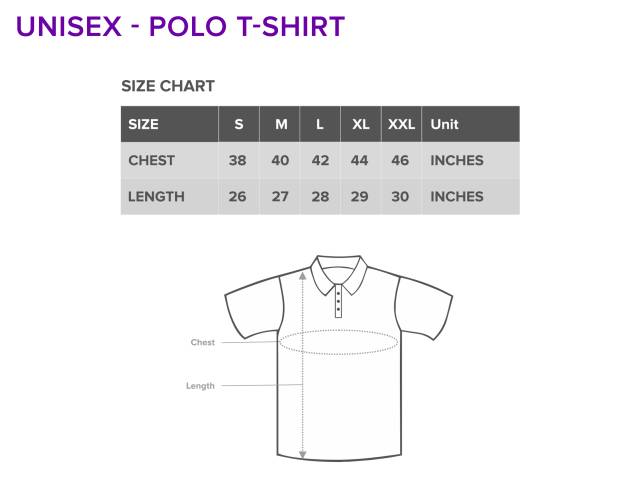 UNISEX - POLO T-SHIRT
SIZE CHART
SIZE S M L XL XXL Unit
CHEST 38 40 42 44 46 INCHES
LENGTH 26 27 28 29 30 INCHES
Chest
Length